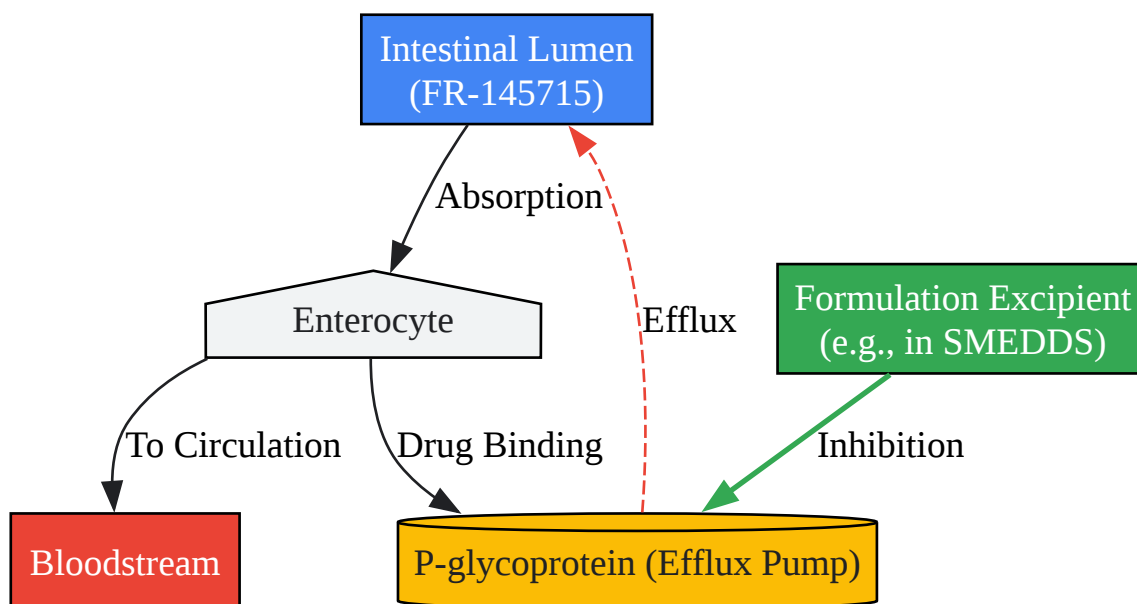 Intestinal Lumen
(FR-145715)
Absorption
Enterocyte
Efflux
Formulation Excipient
(e.g., in SMEDDS)
To Circulation
Drug Binding
Inhibition
Bloodstream
P-glycoprotein (Efflux Pump)